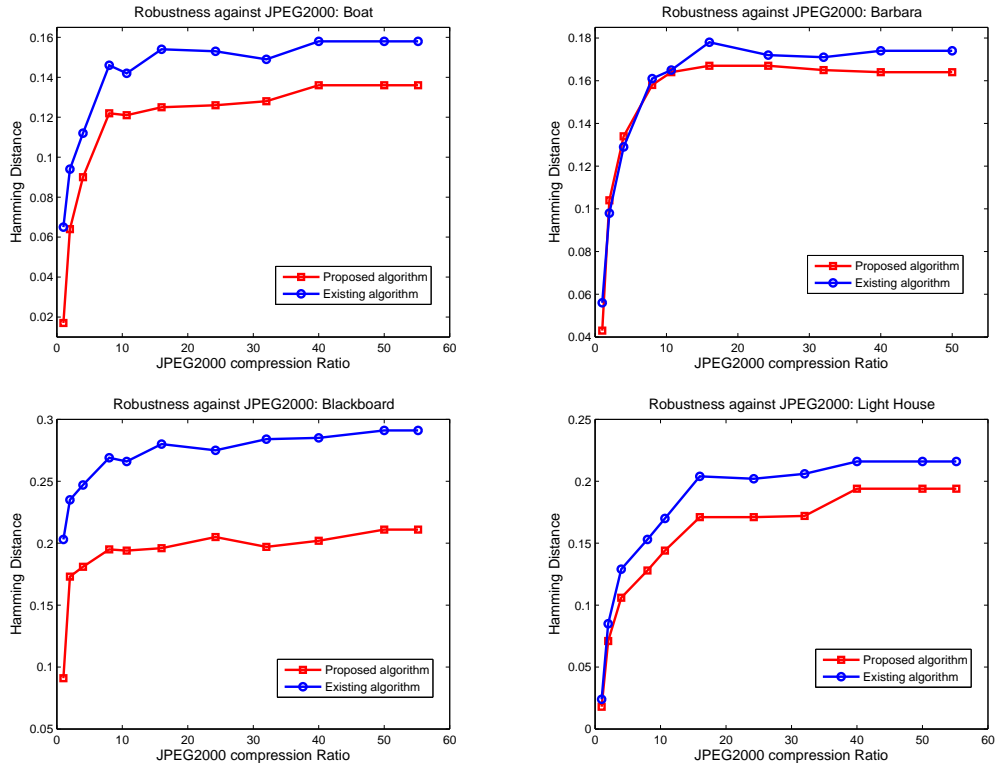 Robustness against JPEG2000: Boat
0.16
0.14
0.12
0.1
0.08
0.06
0.04
0.02
Hamming Distance
Proposed algorithm
Existing algorithm
0 10 20 30 40 50 60
JPEG2000 compression Ratio
Robustness against JPEG2000: Barbara
0.18
0.16
0.14
0.12
0.1
0.08
0.06
0.04
Hamming Distance
Proposed algorithm
Existing algorithm
0 10 20 30 40 50
JPEG2000 compression Ratio
Robustness against JPEG2000: Blackboard
0.3
0.25
0.2
0.15
0.1
0.05
Hamming Distance
Proposed algorithm
Existing algorithm
0 10 20 30 40 50 60
JPEG2000 compression Ratio
Robustness against JPEG2000: Light House
0.25
0.2
0.15
0.1
0.05
0
Hamming Distance
Proposed algorithm
Existing algorithm
0 10 20 30 40 50 60
JPEG2000 compression Ratio